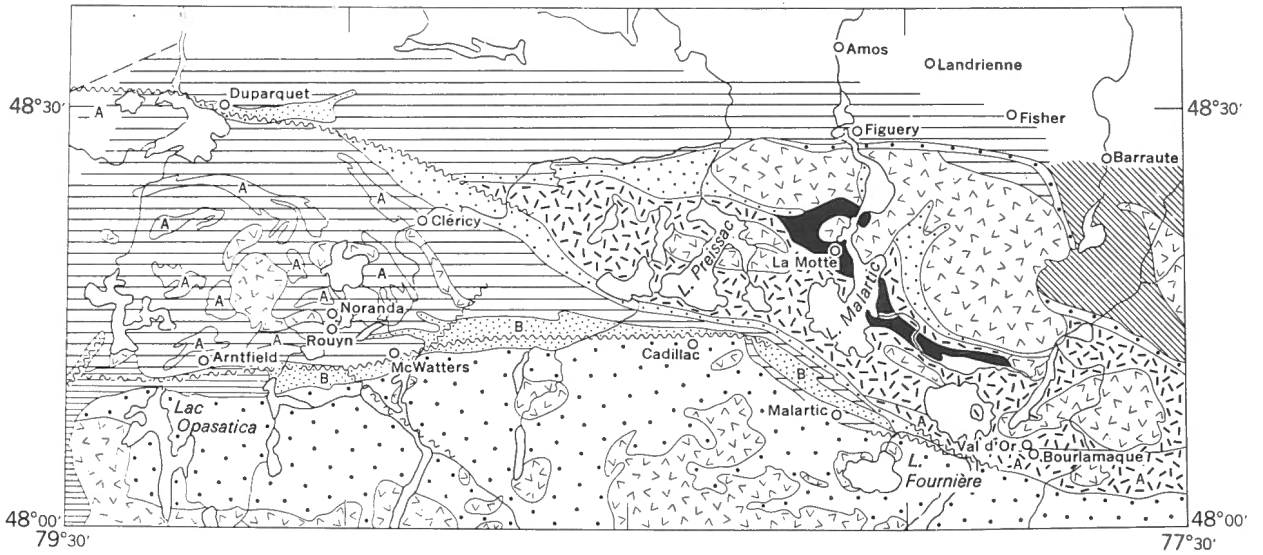 Amos
Landrienne
Duparquet
48°30'
48°30'
A
Fisher
Figuery
Barraute
A
A
A
Cléricy
Preissac
La Motte
A
A
A
A
A
L. Malartic
Noranda
B
Rouyn
A
Arntfield
Cadillac
McWatters
B
B
Lac
Opasatica
Malartic
A
Val d'Or
Bourlamaque
L.
Fournière
A
A
48°00'
48°00'
79°30'
77°30'